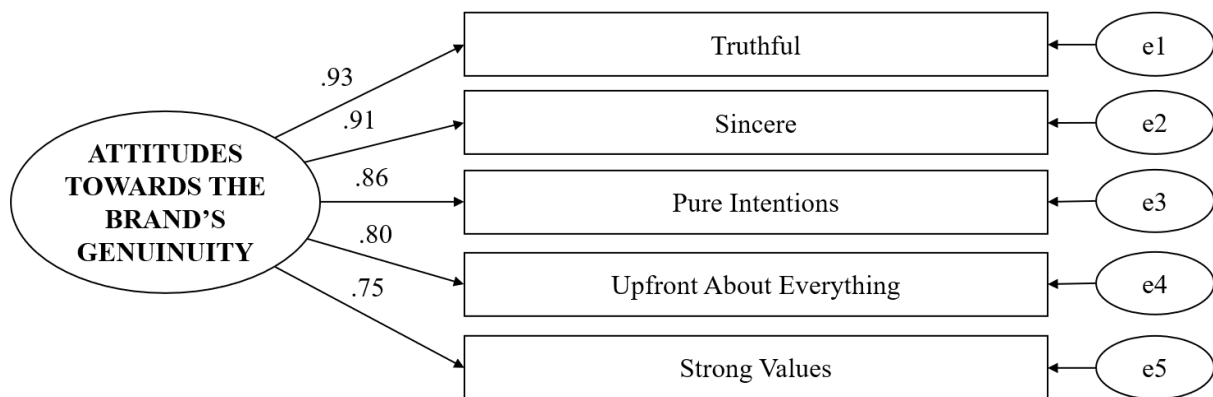 Truthful
e1
.93
Sincere
e2
.91
ATTITUDES
TOWARDS THE
BRAND'S
GENUINITY
.86
Pure Intentions
e3
.80
Upfront About Everything
e4
.75
Strong Values
e5